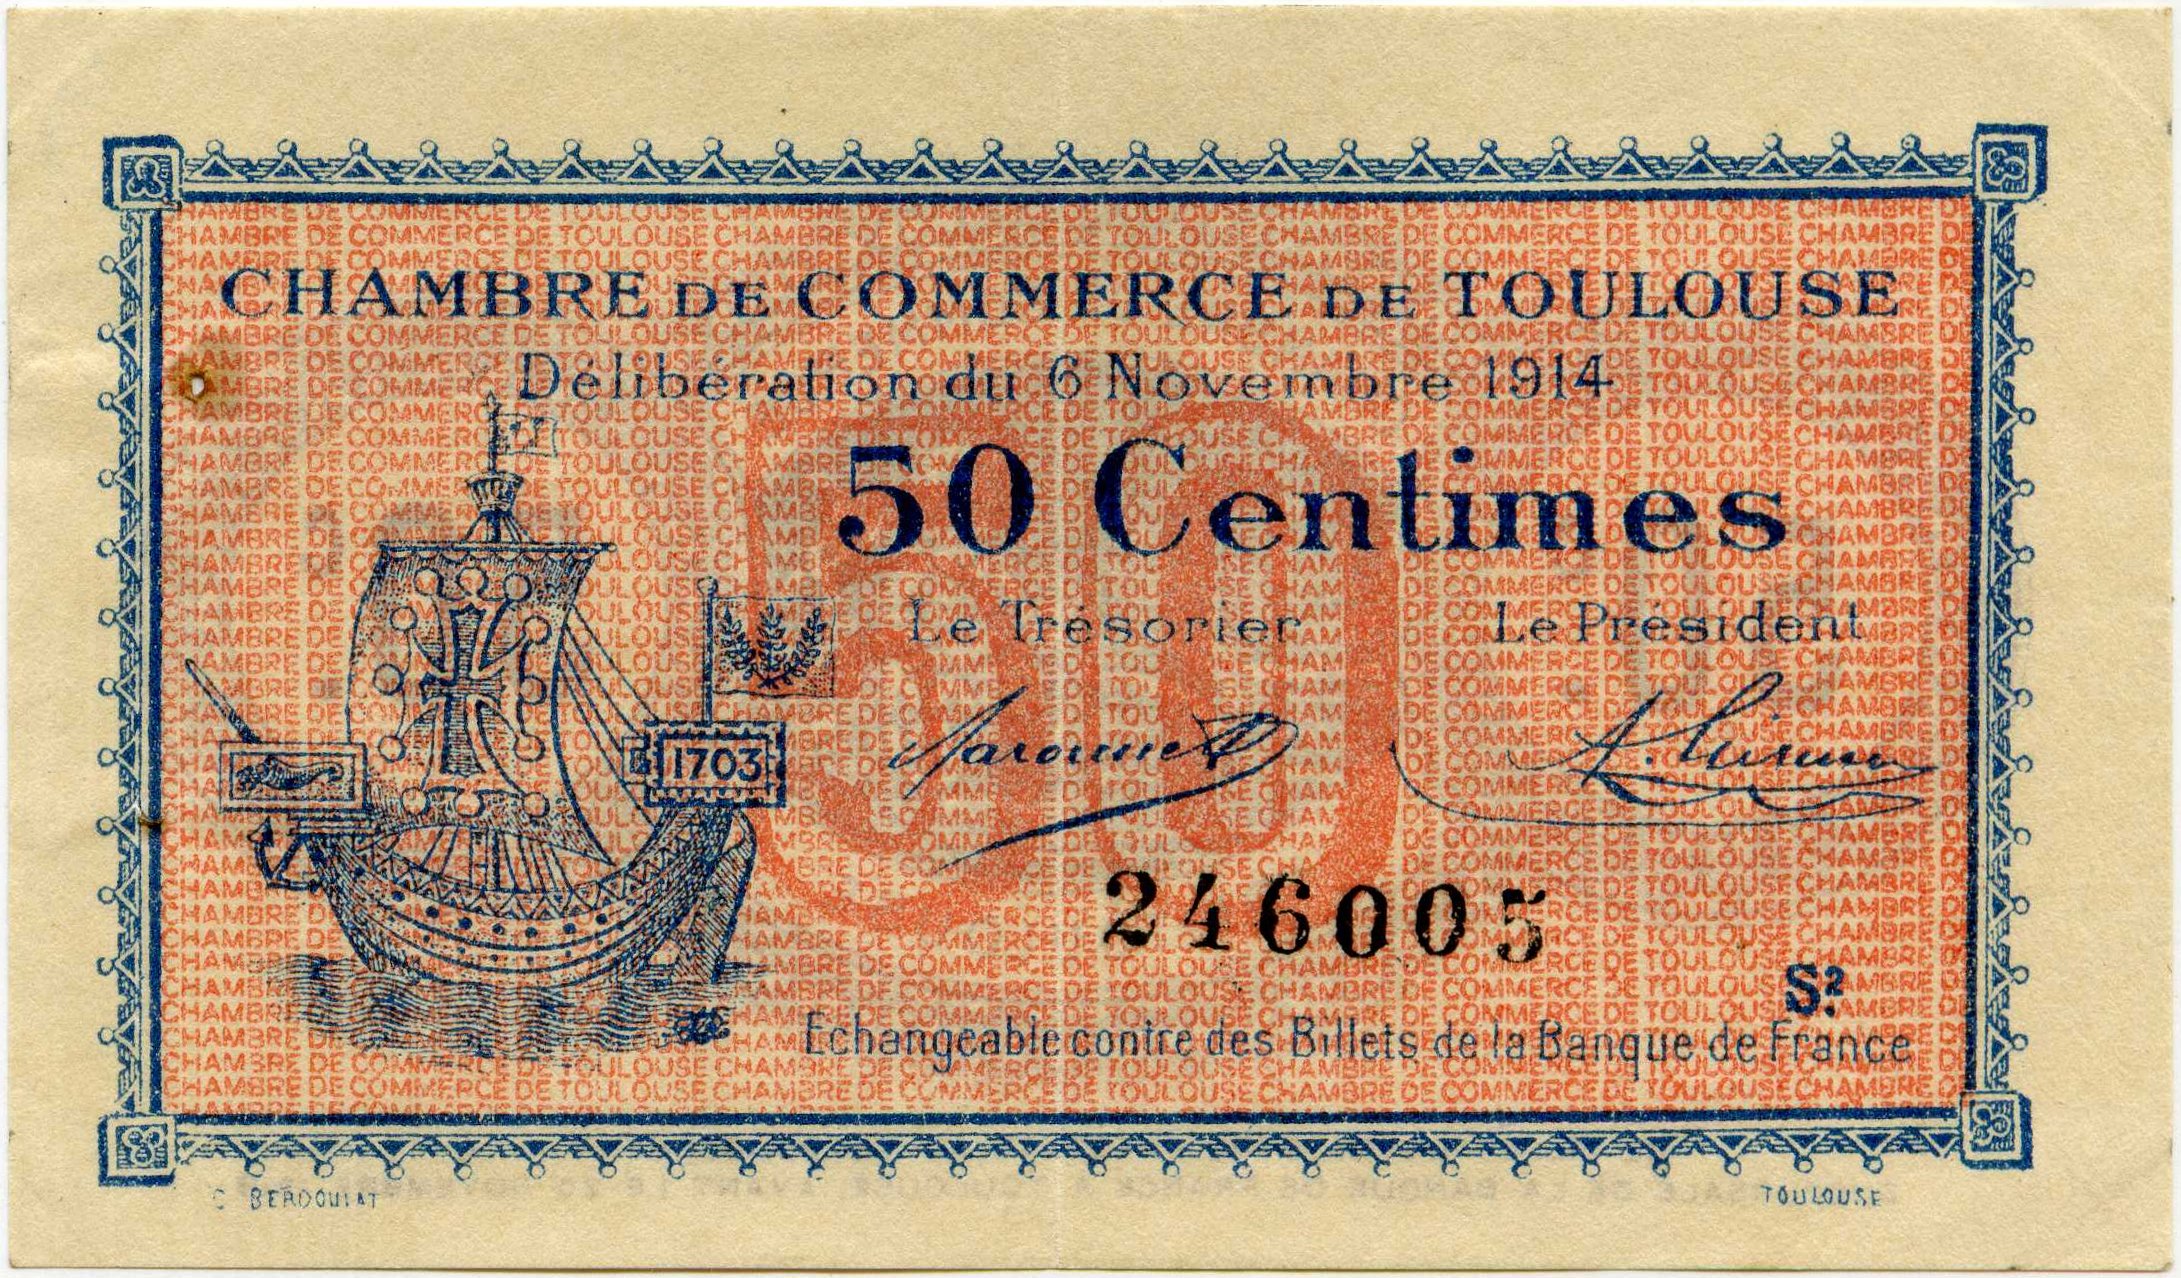 CHAMBRE DE COMMERCE DE TOULOUSE
Délibération du 6 Novembre 1914
50 Centimes
50
Le Trésorier Le Président
1703
246005
S²
Echangeable contre des Billets de la Banque de France
C BERDOULAT TOULOUSE